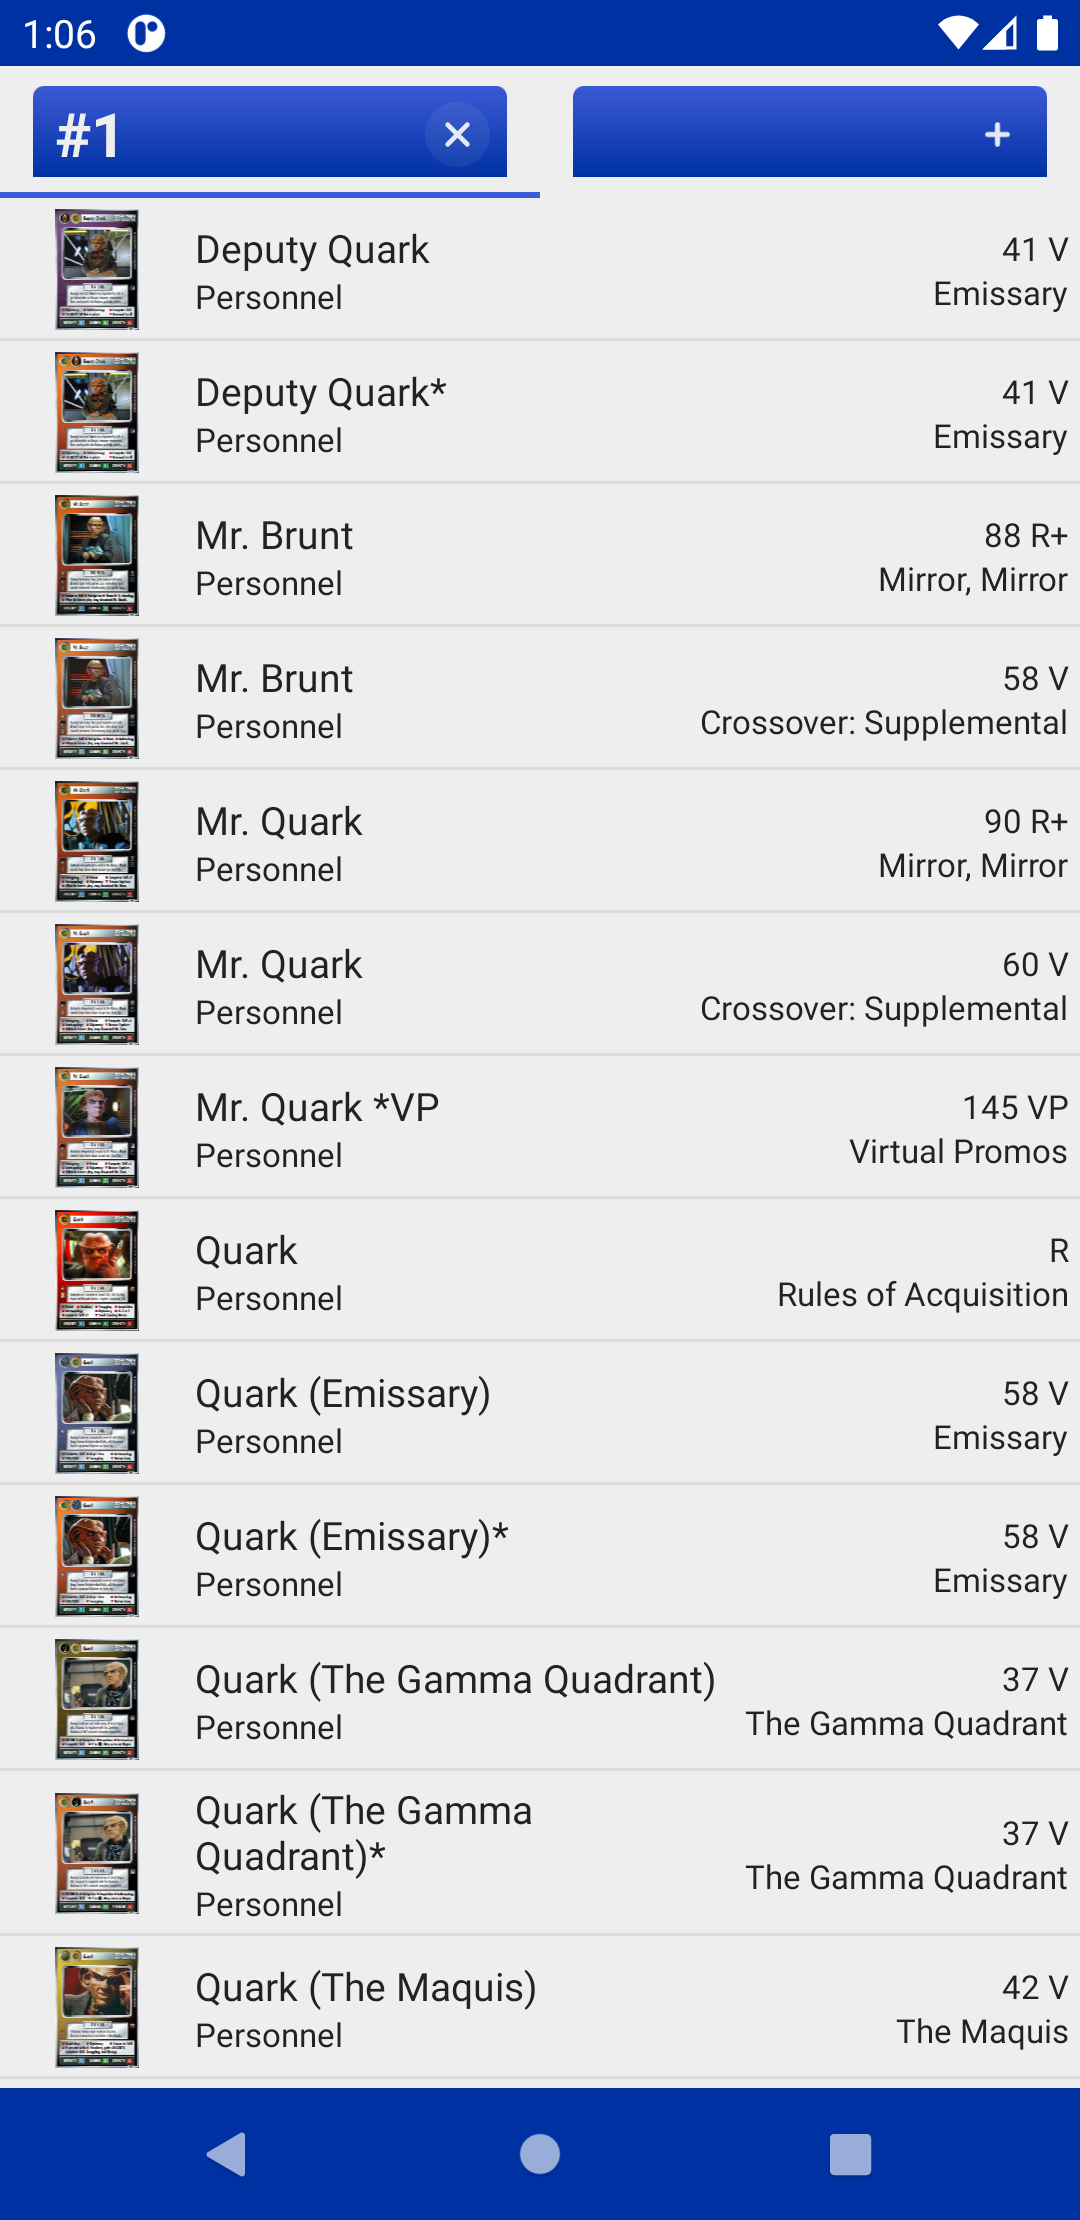 1:06
#1
Deputy Quark
41 V
Personnel
Emissary
Deputy Quark*
41 V
Personnel
Emissary
Mr. Brunt
88 R+
Personnel
Mirror, Mirror
Mr. Brunt
58 V
Personnel
Crossover: Supplemental
Mr. Quark
90 R+
Personnel
Mirror, Mirror
Mr. Quark
60 V
Personnel
Crossover: Supplemental
Mr. Quark *VP
145 VP
Personnel
Virtual Promos
Quark
R
Personnel
Rules of Acquisition
Quark (Emissary)
58 V
Personnel
Emissary
Quark (Emissary)*
58 V
Personnel
Emissary
Quark (The Gamma Quadrant)
37 V
Personnel
The Gamma Quadrant
Quark (The Gamma
Quadrant)*
37 V
Personnel
The Gamma Quadrant
Quark (The Maquis)
42 V
Personnel
The Maquis